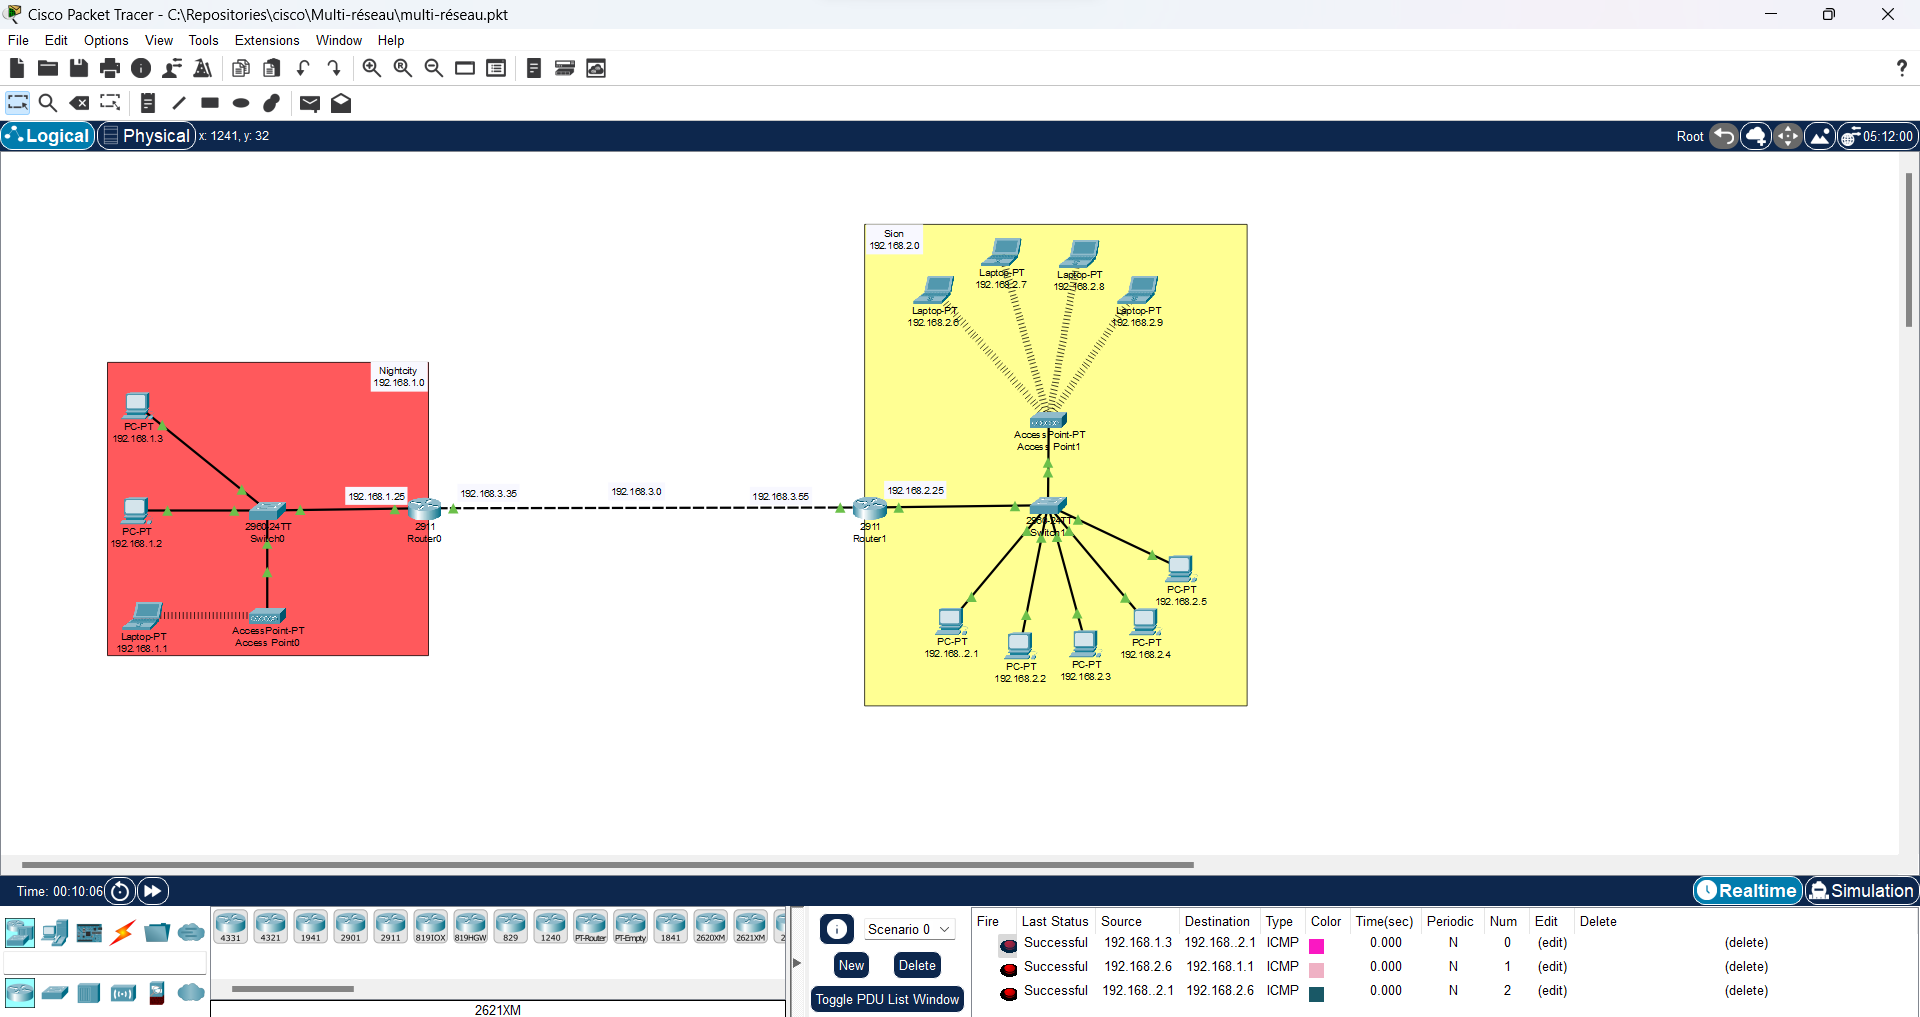 Cisco Packet Tracer - C:\Repositories\cisco\Multi-réseau\multi-réseau.pkt
File Edit Options View Tools Extensions Window Help
?
Logical Physical x: 1241, y: 32 Root 05:12:00
Sion
192.168.2.0
Laptop-PT
192.168.2.7
Laptop-PT
192.168.2.8
Laptop-PT
192.168.2.6
Laptop-PT
192.168.2.9
Nightcity
192.168.1.0
PC-PT
192.168.1.3
AccessPoint-PT
Access Point1
192.168.1.25
192.168.3.35
192.168.3.0
192.168.3.55
192.168.2.25
PC-PT
192.168.1.2
2960-24TT
Switch0
2911
Router0
2911
Router1
2960-24TT
Switch1
PC-PT
192.168.2.5
Laptop-PT
192.168.1.1
AccessPoint-PT
Access Point0
PC-PT
192.168..2.1
PC-PT
192.168.2.2
PC-PT
192.168.2.3
PC-PT
192.168.2.4
Time: 00:10:06 Realtime Simulation
4331 4321 1941 2901 2911 819IOX 819HGW 829 1240 PT-Router PT-Empty 1841 2620XM 2621XM 2
2621XM
Scenario 0
New Delete
Toggle PDU List Window
Fire Last Status Source Destination Type Color Time(sec) Periodic Num Edit Delete
Successful 192.168.1.3 192.168..2.1 ICMP 0.000 N 0 (edit) (delete)
Successful 192.168.2.6 192.168.1.1 ICMP 0.000 N 1 (edit) (delete)
Successful 192.168..2.1 192.168.2.6 ICMP 0.000 N 2 (edit) (delete)